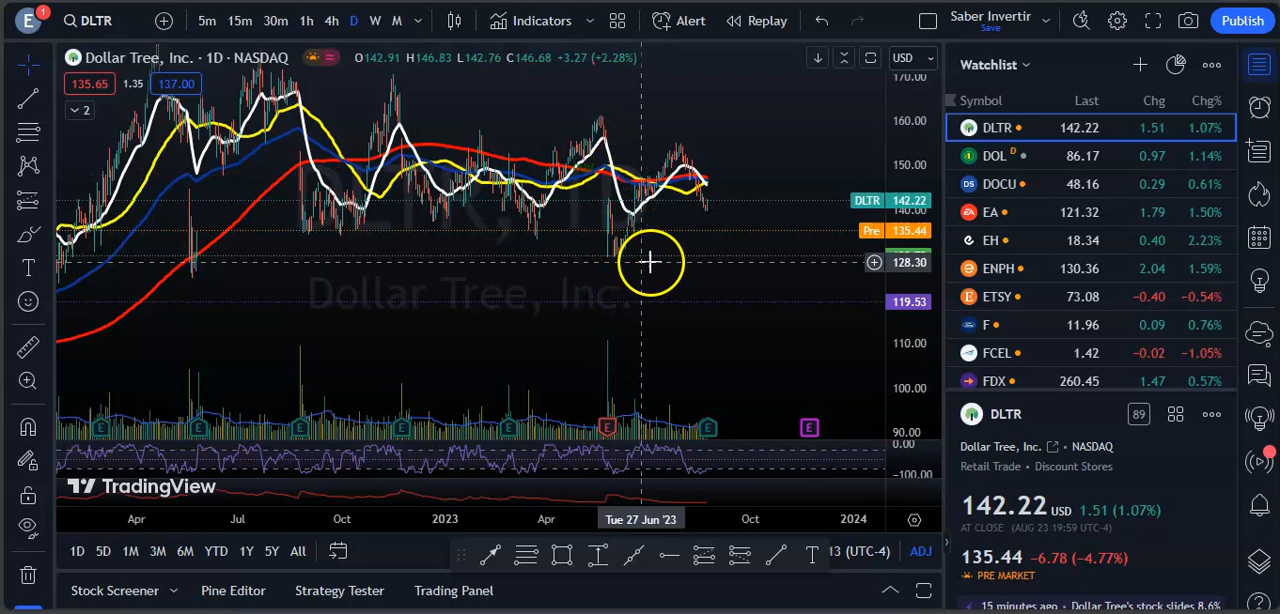 E 1 DLTR 5m 15m 30m 1h 4h D W M Indicators Alert Replay Saber Invertir Save Publish
Dollar Tree, Inc. · 1D · NASDAQ O142.91 H146.83 L142.76 C146.68 +3.27 (+2.28%) USD
135.65 1.35 137.00
2
170.00
160.00
150.00
DLTR 142.22
140.00
Pre 135.44
128.30
Dollar Tree, Inc.
119.53
110.00
100.00
90.00
E E E E E E E E
0.00
-100.00
TradingView
Apr Jul Oct 2023 Apr Tue 27 Jun '23 Oct 2024
1D 5D 1M 3M 6M YTD 1Y 5Y All T 13 (UTC-4) ADJ
Stock Screener Pine Editor Strategy Tester Trading Panel
Watchlist
Symbol Last Chg Chg%
DLTR 142.22 1.51 1.07%
DOL D 86.17 0.97 1.14%
DS DOCU 48.16 0.29 0.61%
EA 121.32 1.79 1.50%
EH 18.34 0.40 2.23%
ENPH 130.36 2.04 1.59%
E ETSY 73.08 −0.40 −0.54%
F 11.96 0.09 0.76%
FCEL 1.42 −0.02 −1.05%
FDX 260.45 1.47 0.57%
DLTR 89
Dollar Tree, Inc. · NASDAQ
Retail Trade · Discount Stores
142.22 USD 1.51 (1.07%)
AT CLOSE (AUG 23 19:59 UTC-4)
135.44 −6.78 (−4.77%)
PRE MARKET
15 minutes ago · Dollar Tree's stock slides 8.6%